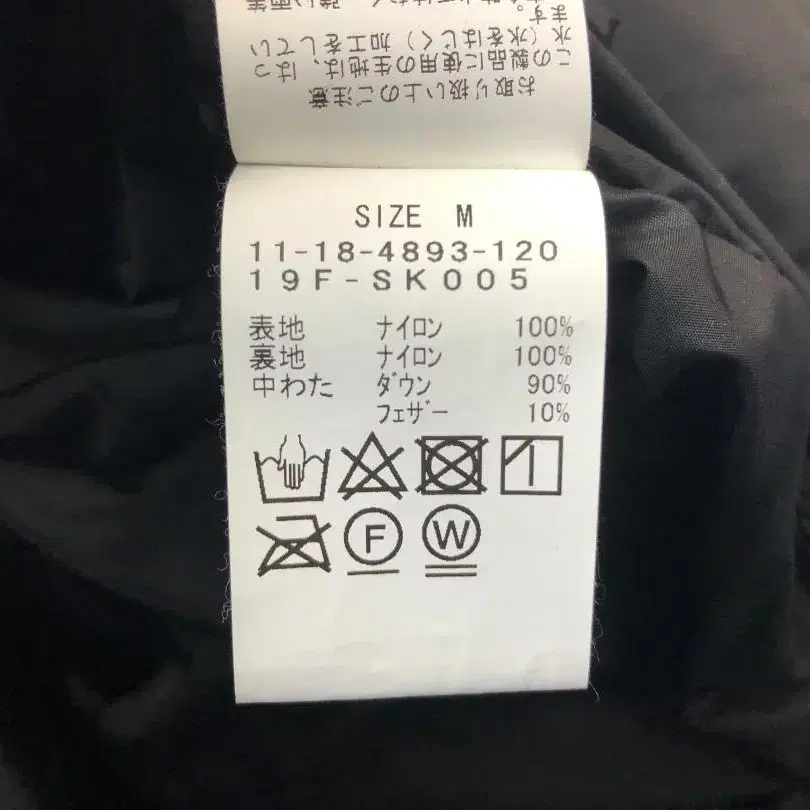 お取り扱い上のご注意
この製品に使用の生地は、はっ
水(水をはじく)加工をしてい
ます。
SIZE M
11-18-4893-120
19F-SK005
表地 ナイロン 100%
裏地 ナイロン 100%
中わた ダウン 90%
フェザー 10%
F W